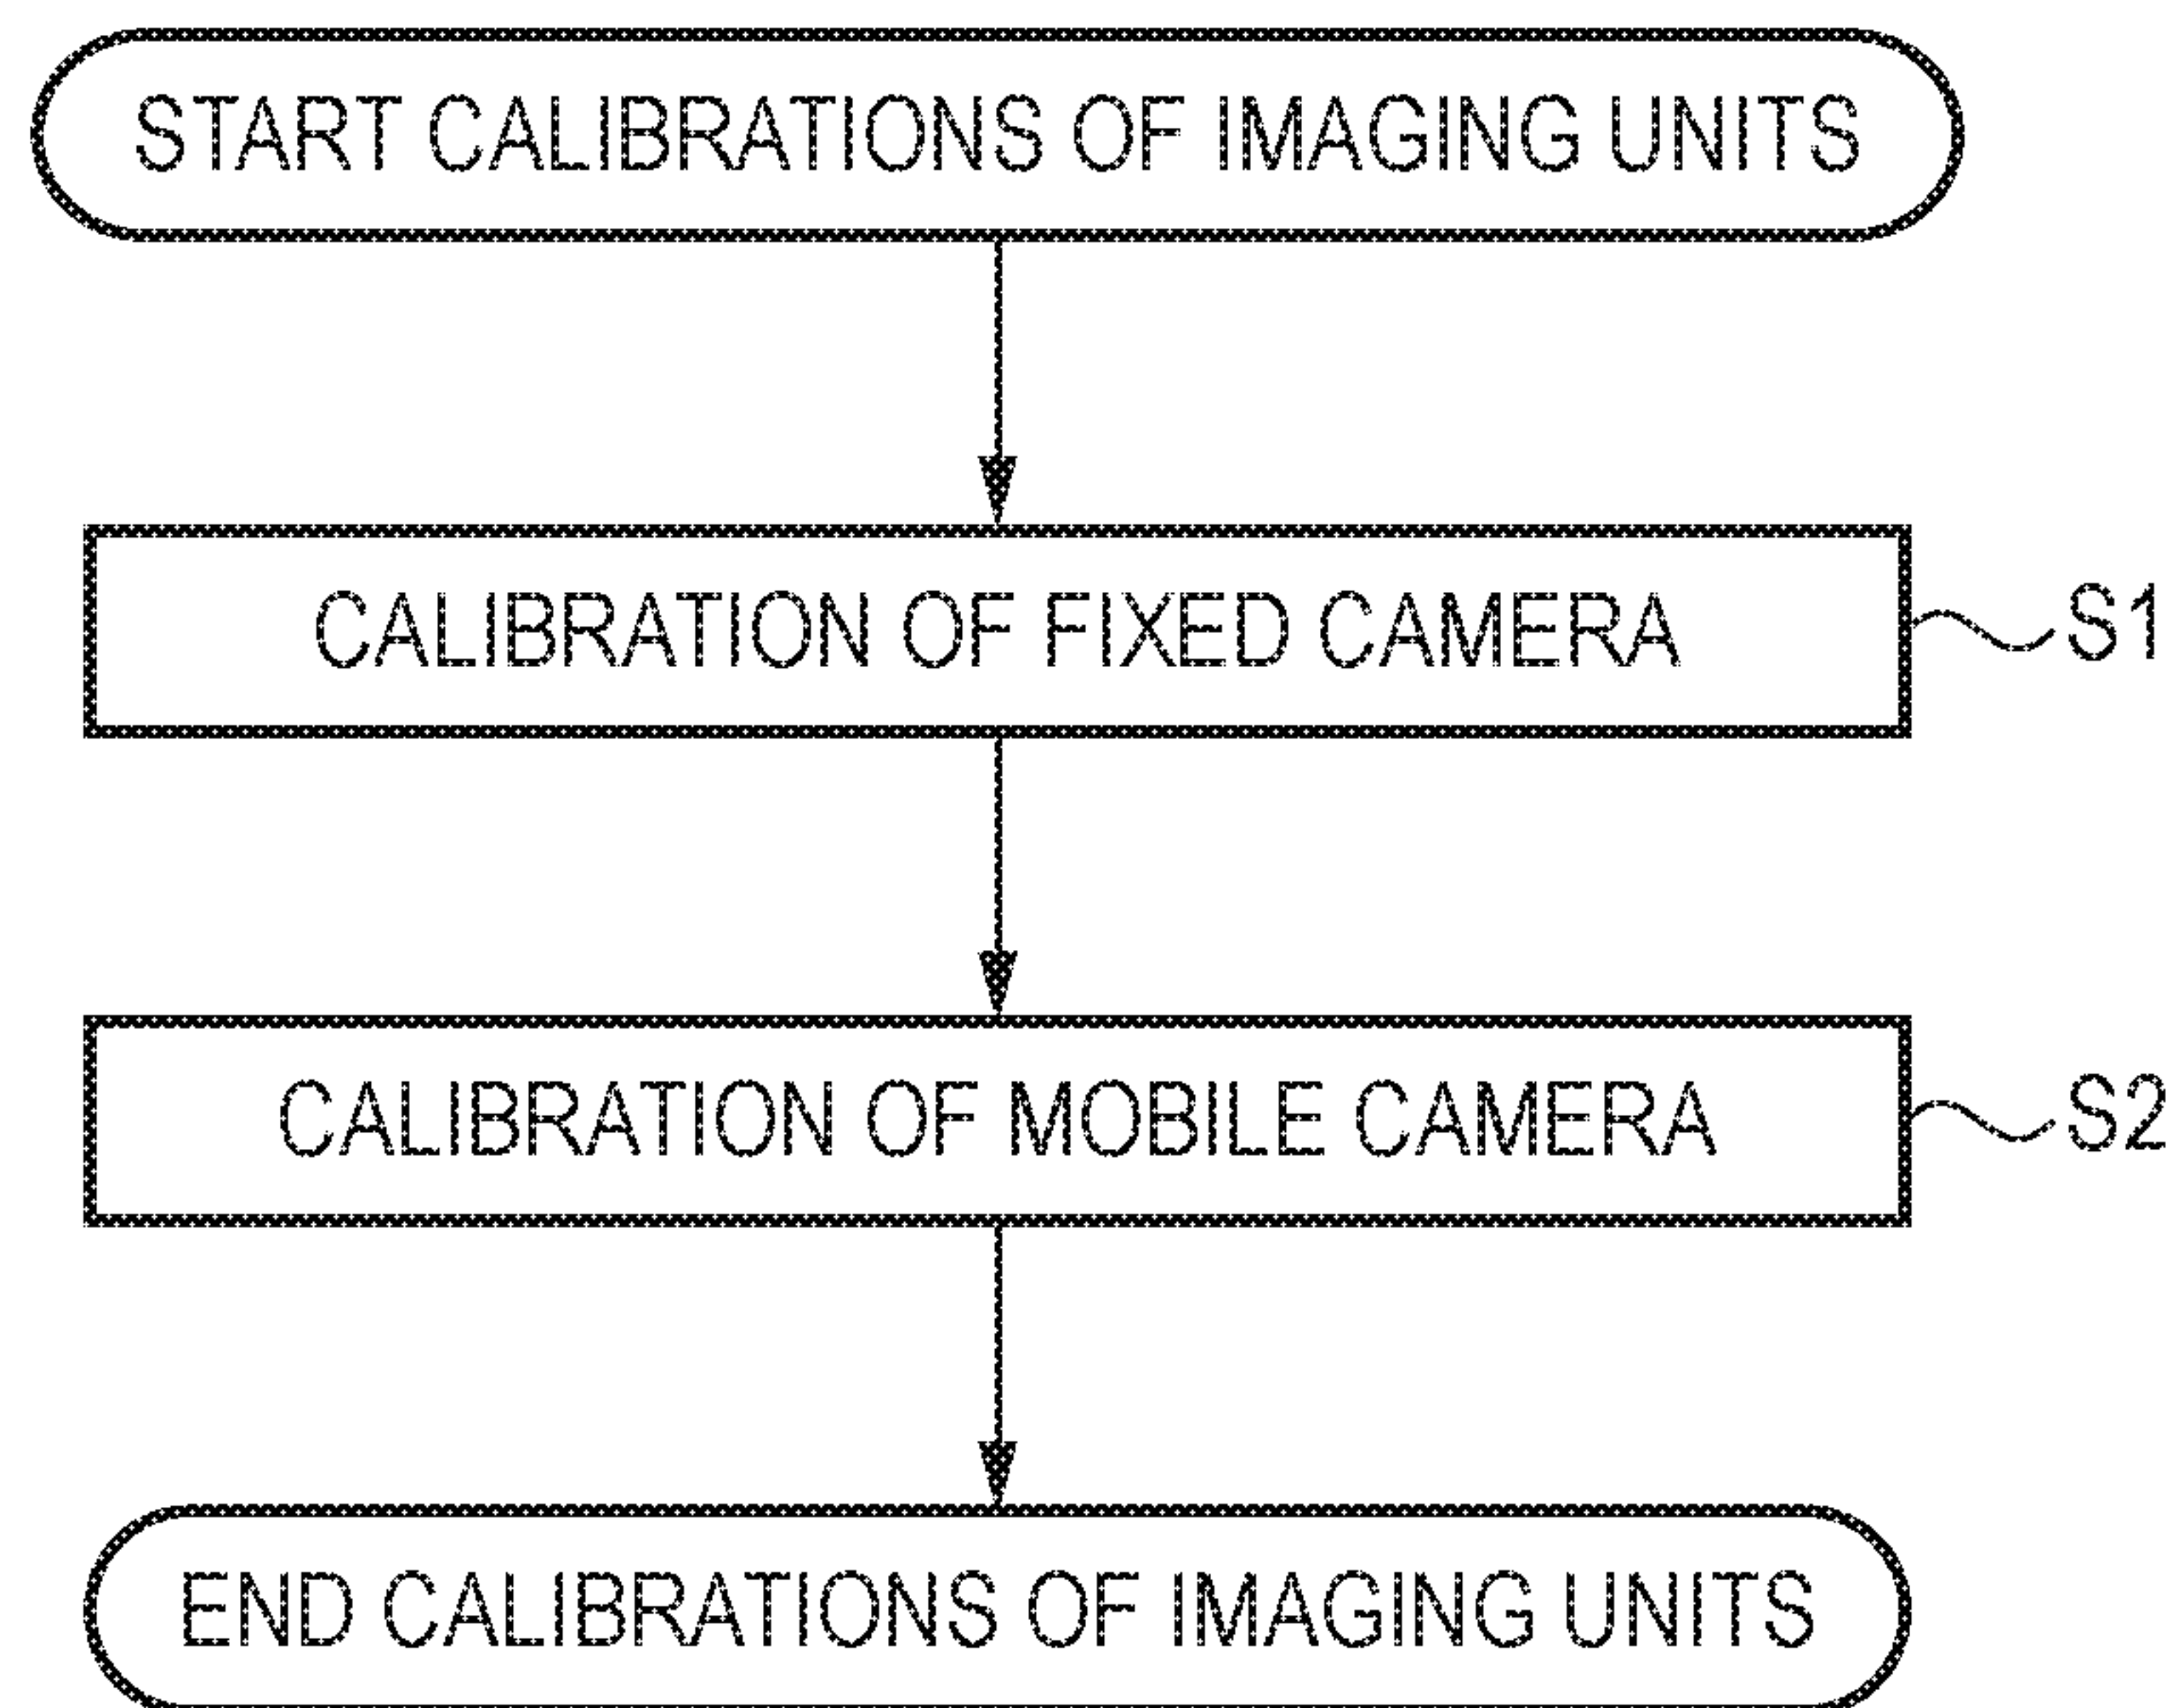 START CALIBRATIONS OF IMAGING UNITS
CALIBRATION OF FIXED CAMERA
S1
CALIBRATION OF MOBILE CAMERA
S2
END CALIBRATIONS OF IMAGING UNITS